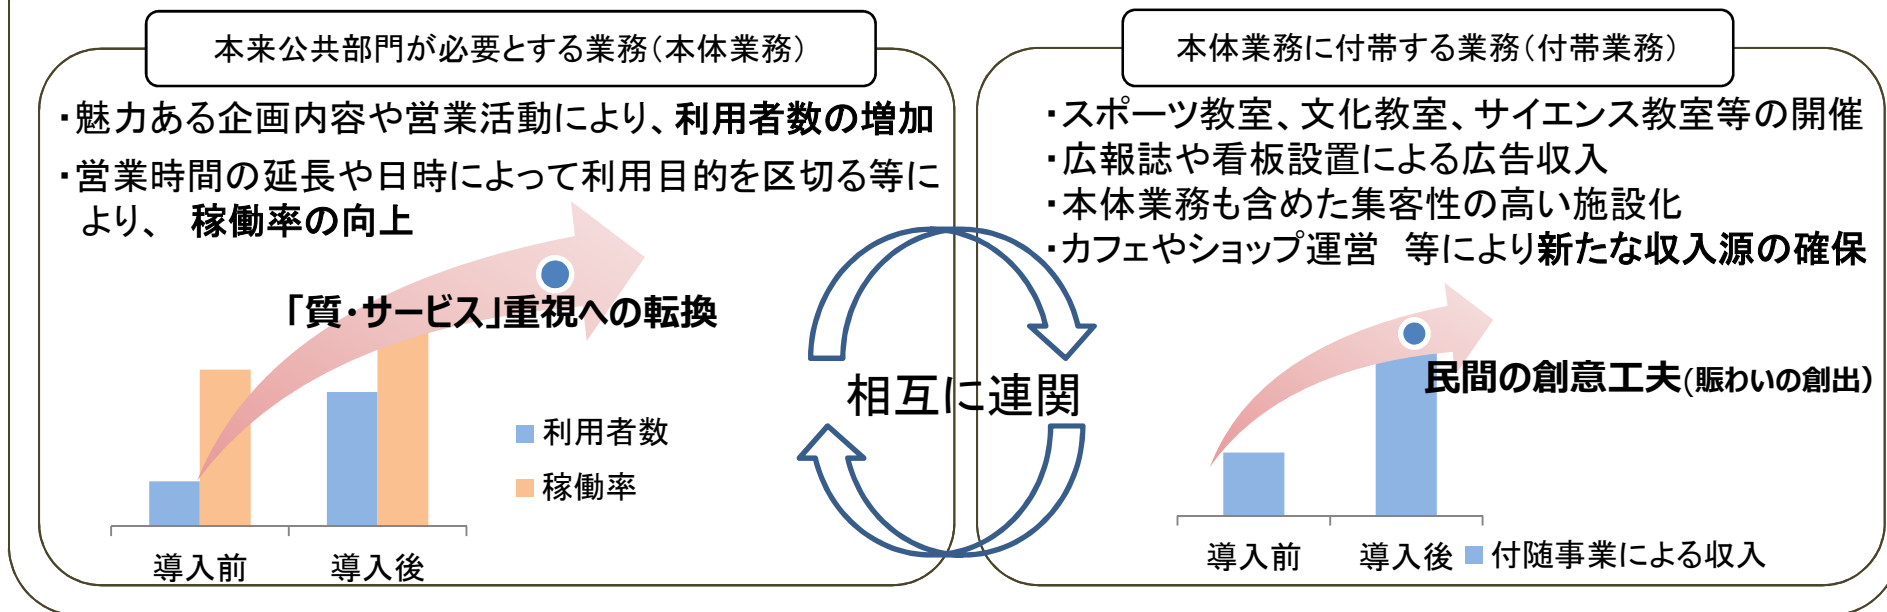 本来公共部門が必要とする業務(本体業務)
・魅力ある企画内容や営業活動により、利用者数の増加
・営業時間の延長や日時によって利用目的を区切る等に
より、 稼働率の向上
「質・サービス」重視への転換
利用者数
稼働率
導入前 導入後
相互に連関
本体業務に付帯する業務(付帯業務)
・スポーツ教室、文化教室、サイエンス教室等の開催
・広報誌や看板設置による広告収入
・本体業務も含めた集客性の高い施設化
・カフェやショップ運営 等により新たな収入源の確保
民間の創意工夫(賑わいの創出)
導入前 導入後 付随事業による収入